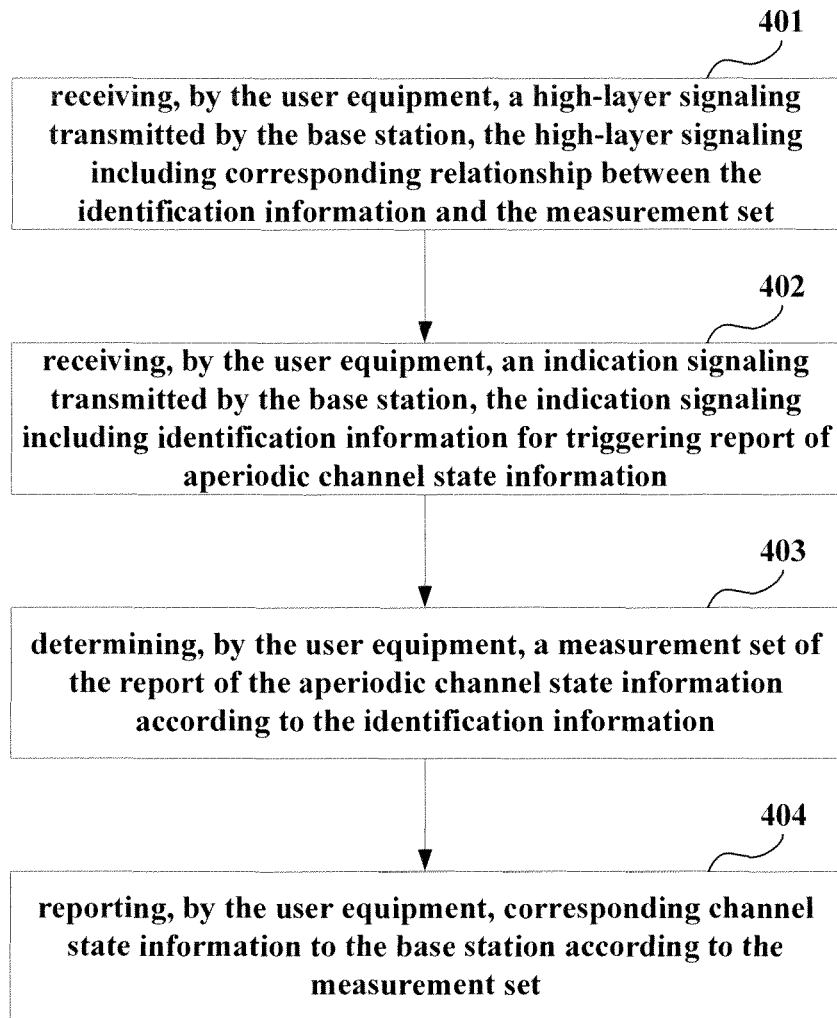 401
receiving, by the user equipment, a high-layer signaling
transmitted by the base station, the high-layer signaling
including corresponding relationship between the
identification information and the measurement set
402
receiving, by the user equipment, an indication signaling
transmitted by the base station, the indication signaling
including identification information for triggering report of
aperiodic channel state information
403
determining, by the user equipment, a measurement set of
the report of the aperiodic channel state information
according to the identification information
404
reporting, by the user equipment, corresponding channel
state information to the base station according to the
measurement set